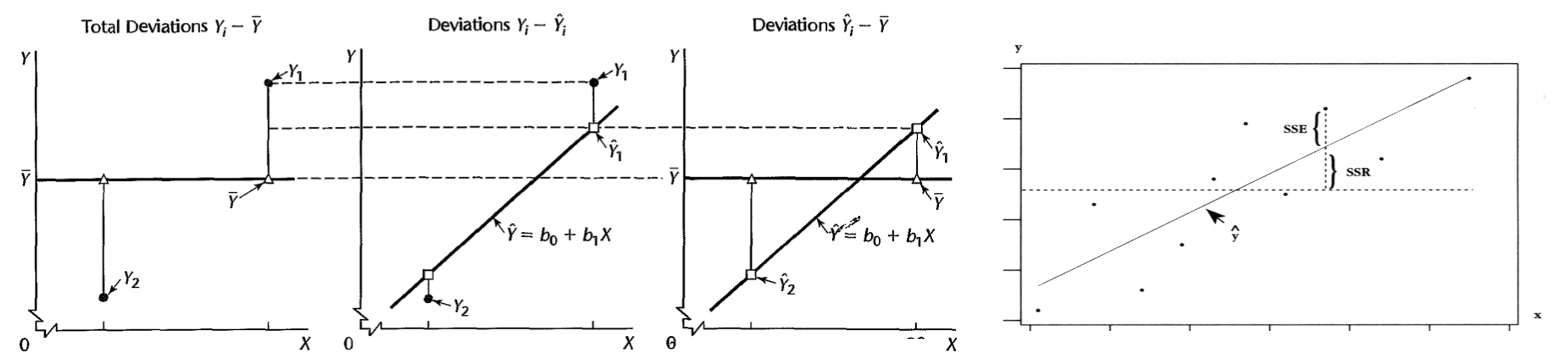 Total Deviations Yᵢ − Ȳ
Y
Y₁
Ȳ
Ȳ
Y₂
0
X
Deviations Yᵢ − Ŷᵢ
Y
Y₁
Ŷ₁
Ŷ = b₀ + b₁X
Y₂
0
X
Deviations Ŷᵢ − Ȳ
Y
Ŷ₁
Ȳ
Ȳ
Ŷ = b₀ + b₁X
Ŷ₂
0
X
y
SSE
SSR
ŷ
x